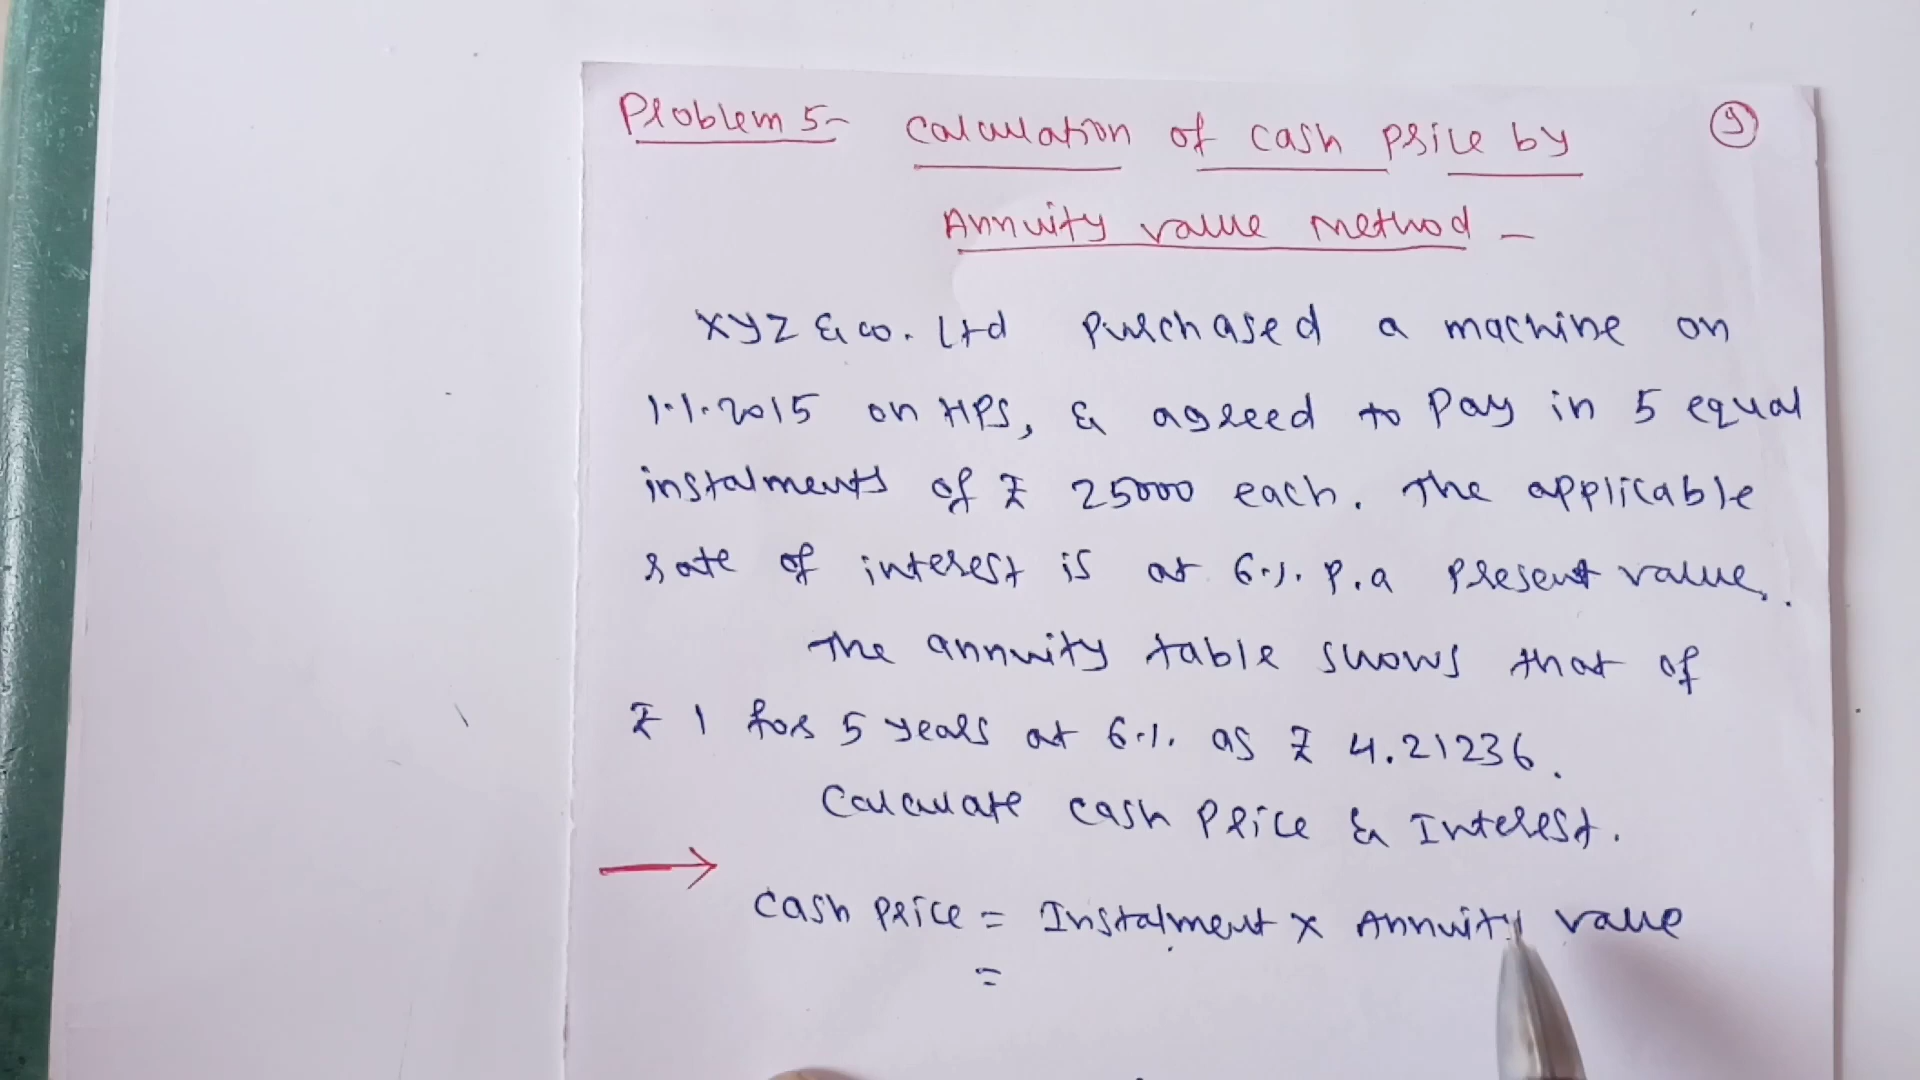 Problem 5- calculation of cash price by
9
Annuity value Method -
XYZ & co. Ltd purchased a machine on
1.1.2015 on HPS, & agreed to pay in 5 equal
instalments of ₹ 25000 each. The applicable
rate of interest is at 6%. p.a present value.
The annuity table shows that of
₹ 1 for 5 years at 6%. as ₹ 4.21236.
Calculate cash price & Interest.
cash price = Instalment x Annuity value
=